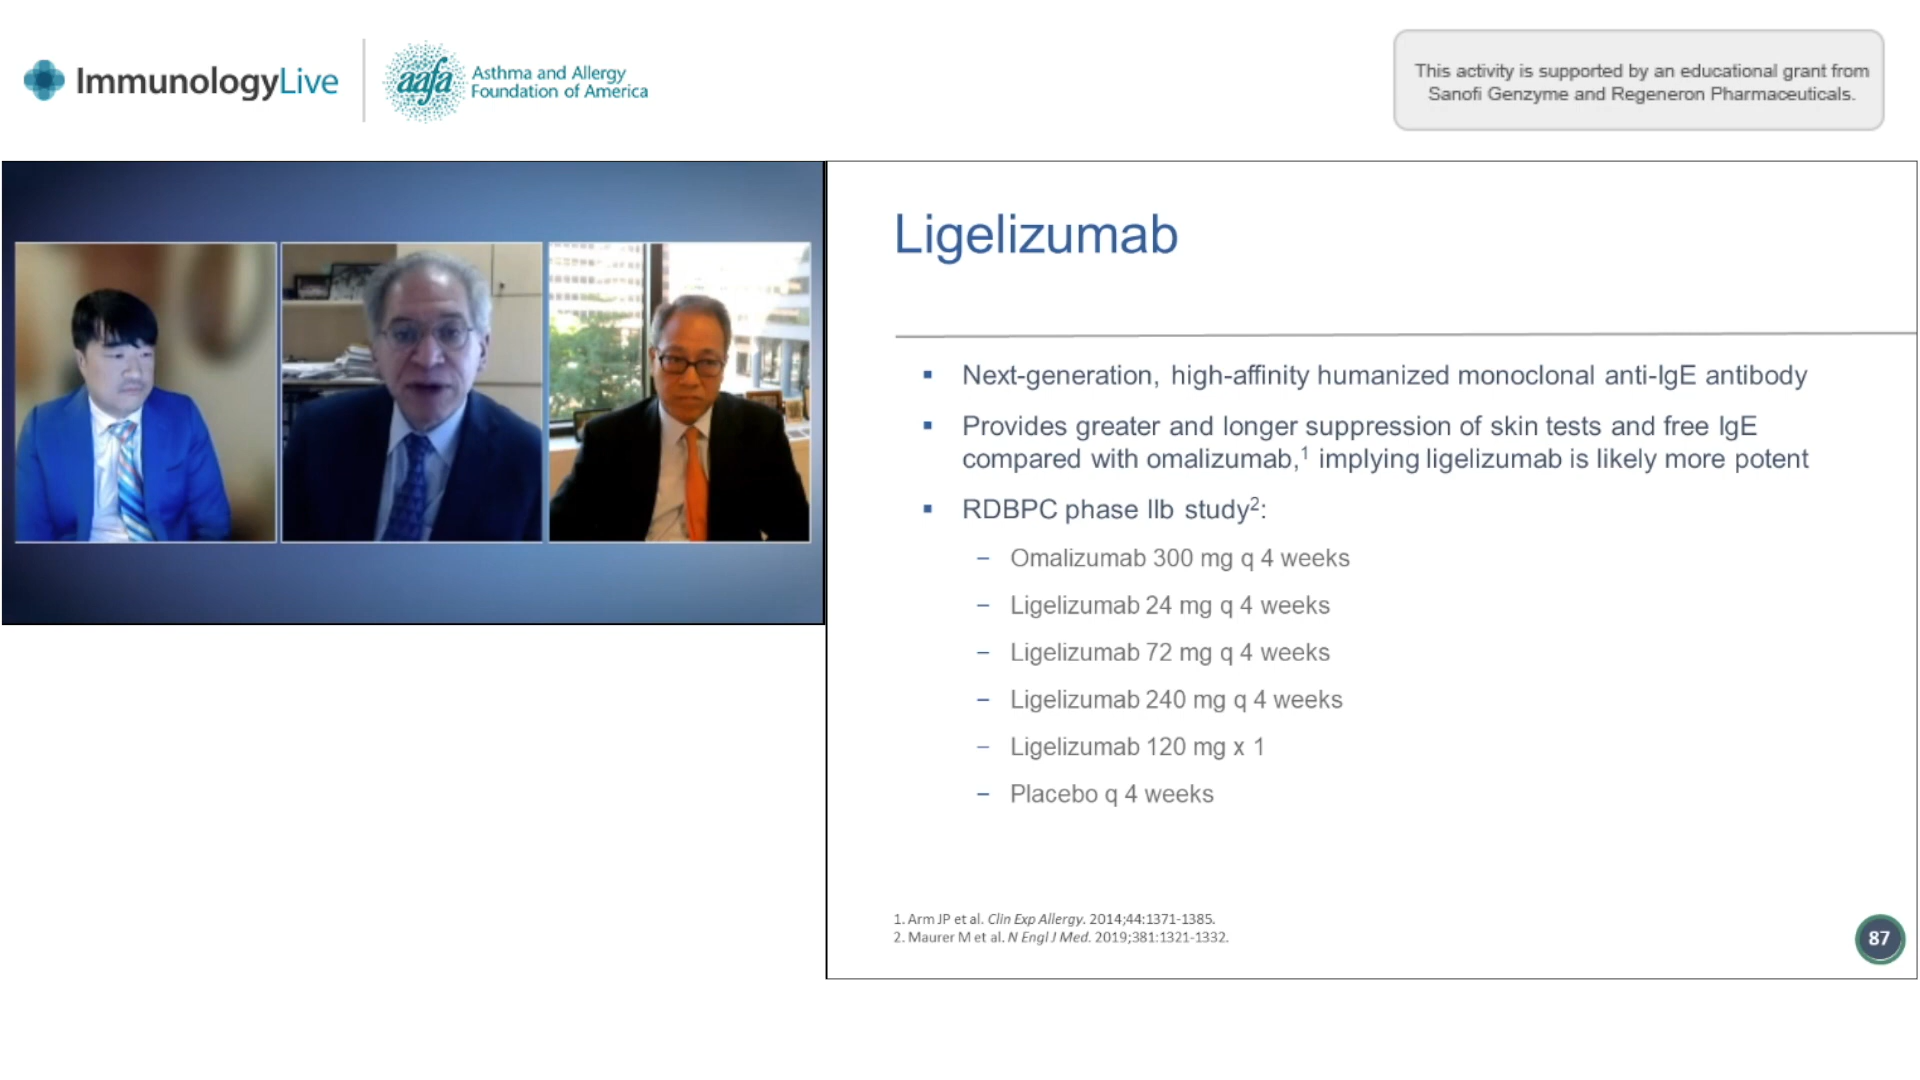 ImmunologyLive
aafa
Asthma and Allergy
Foundation of America
This activity is supported by an educational grant from
Sanofi Genzyme and Regeneron Pharmaceuticals.
Ligelizumab
▪ Next-generation, high-affinity humanized monoclonal anti-IgE antibody
▪ Provides greater and longer suppression of skin tests and free IgE
compared with omalizumab,¹ implying ligelizumab is likely more potent
▪ RDBPC phase IIb study²:
– Omalizumab 300 mg q 4 weeks
– Ligelizumab 24 mg q 4 weeks
– Ligelizumab 72 mg q 4 weeks
– Ligelizumab 240 mg q 4 weeks
– Ligelizumab 120 mg x 1
– Placebo q 4 weeks
1. Arm JP et al. Clin Exp Allergy. 2014;44:1371-1385.
2. Maurer M et al. N Engl J Med. 2019;381:1321-1332.
87